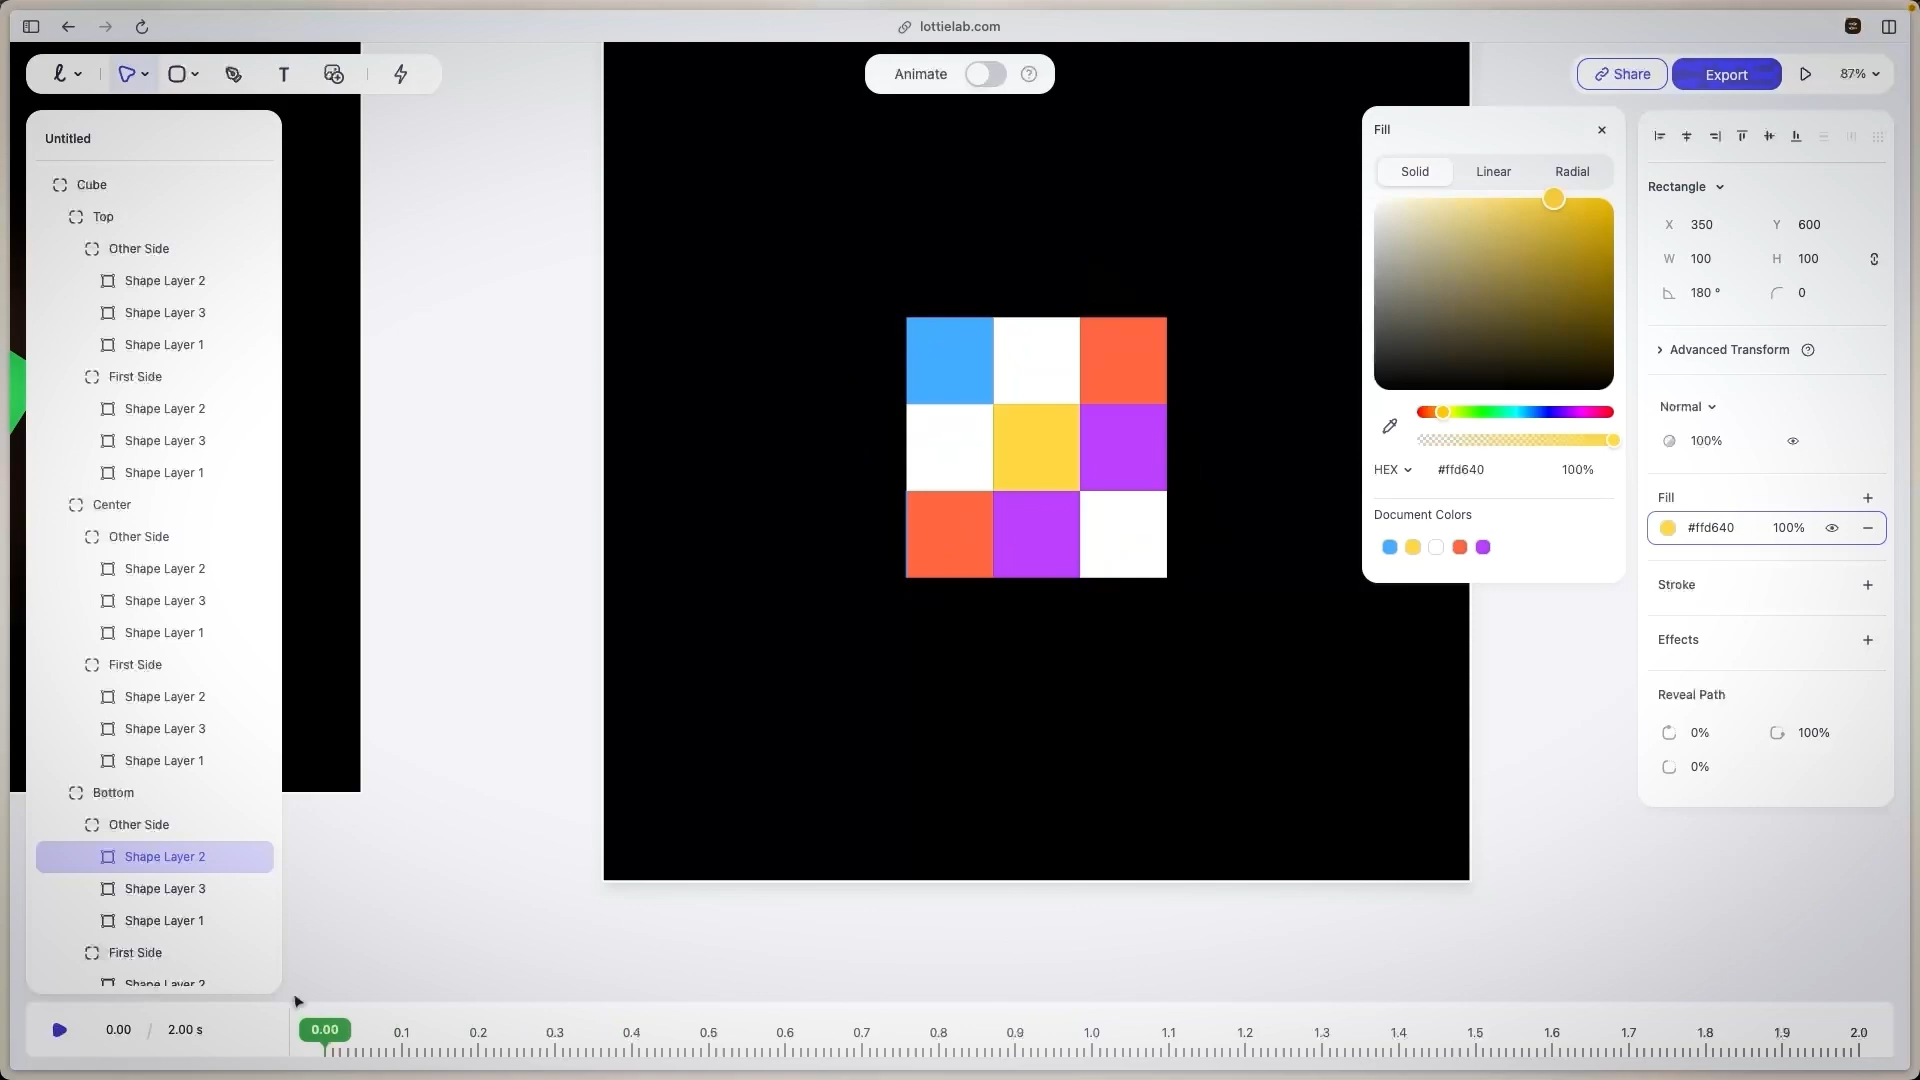 lottielab.com
T
Animate
?
Share
Export
87%
Untitled
Cube
Top
Other Side
Shape Layer 2
Shape Layer 3
Shape Layer 1
First Side
Shape Layer 2
Shape Layer 3
Shape Layer 1
Center
Other Side
Shape Layer 2
Shape Layer 3
Shape Layer 1
First Side
Shape Layer 2
Shape Layer 3
Shape Layer 1
Bottom
Other Side
Shape Layer 2
Shape Layer 3
Shape Layer 1
First Side
Shape Layer 2
Fill
Solid Linear Radial
HEX #ffd640 100%
Document Colors
Rectangle
X 350 Y 600
W 100 H 100
180 ° 0
Advanced Transform ?
Normal
100%
Fill
#ffd640 100%
Stroke
Effects
Reveal Path
0% 100%
0%
0.00 / 2.00 s
0.00 0.1 0.2 0.3 0.4 0.5 0.6 0.7 0.8 0.9 1.0 1.1 1.2 1.3 1.4 1.5 1.6 1.7 1.8 1.9 2.0